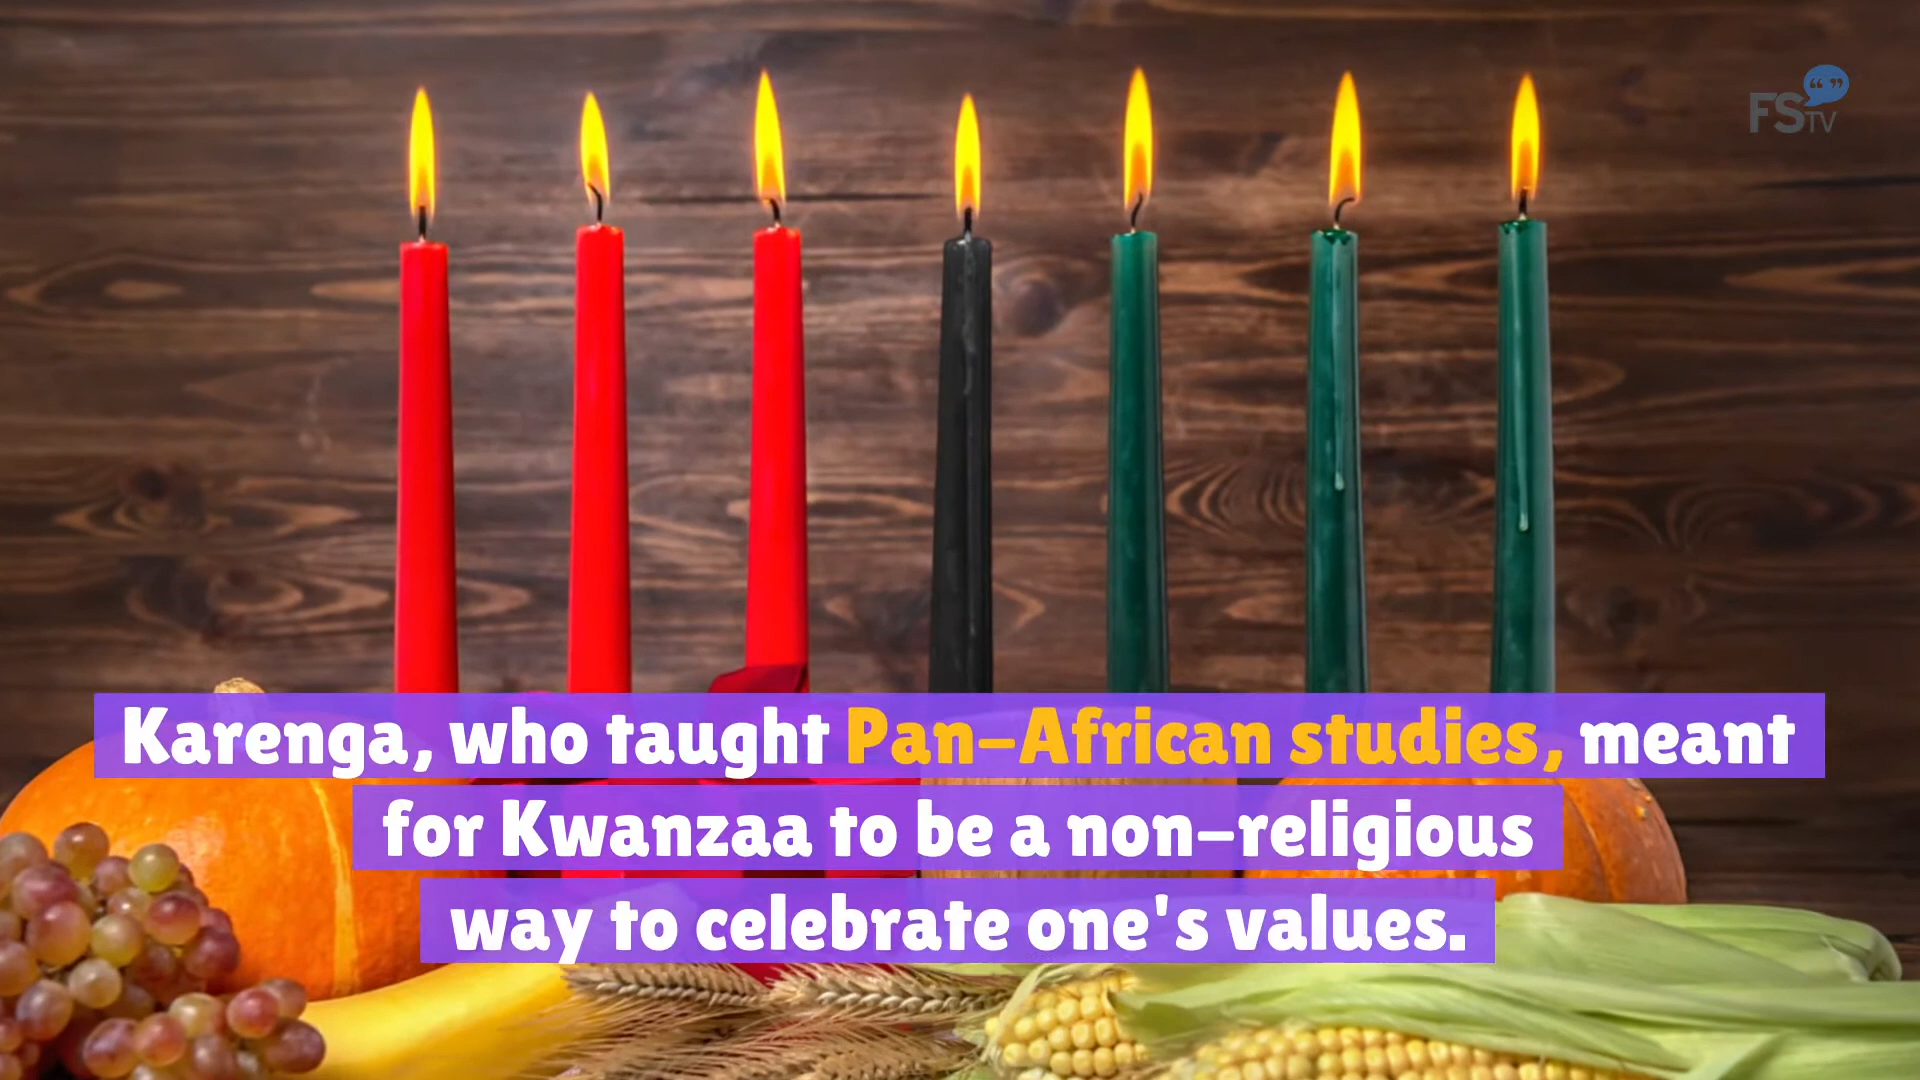 FSTV
Karenga, who taught Pan-African studies, meant
for Kwanzaa to be a non-religious
way to celebrate one's values.